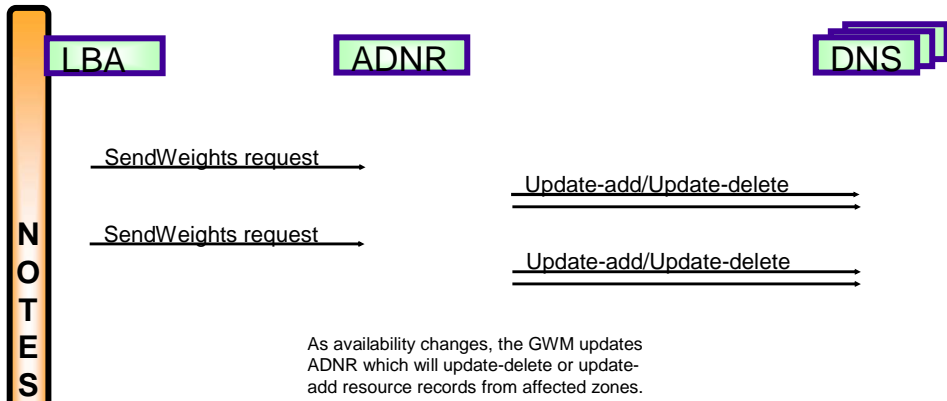 LBA
ADNR
DNS
SendWeights request
Update-add/Update-delete
SendWeights request
Update-add/Update-delete
NOTES
As availability changes, the GWM updates
ADNR which will update-delete or update-
add resource records from affected zones.